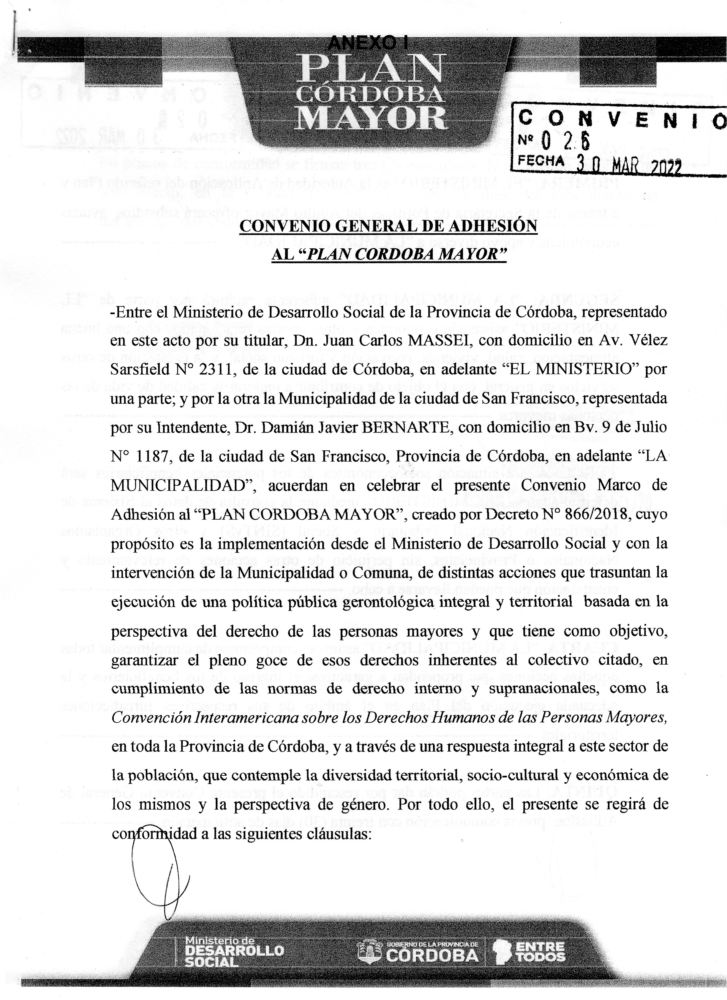 ANEXO I
PLAN
CÓRDOBA
MAYOR
CONVENIO
Nº 026
FECHA 30 MAR 2022
CONVENIO GENERAL DE ADHESIÓN
AL “PLAN CORDOBA MAYOR”
-Entre el Ministerio de Desarrollo Social de la Provincia de Córdoba, representado
en este acto por su titular, Dn. Juan Carlos MASSEI, con domicilio en Av. Vélez
Sarsfield N° 2311, de la ciudad de Córdoba, en adelante “EL MINISTERIO” por
una parte; y por la otra la Municipalidad de la ciudad de San Francisco, representada
por su Intendente, Dr. Damián Javier BERNARTE, con domicilio en Bv. 9 de Julio
N° 1187, de la ciudad de San Francisco, Provincia de Córdoba, en adelante “LA
MUNICIPALIDAD”, acuerdan en celebrar el presente Convenio Marco de
Adhesión al “PLAN CORDOBA MAYOR”, creado por Decreto N° 866/2018, cuyo
propósito es la implementación desde el Ministerio de Desarrollo Social y con la
intervención de la Municipalidad o Comuna, de distintas acciones que trasuntan la
ejecución de una política pública gerontológica integral y territorial basada en la
perspectiva del derecho de las personas mayores y que tiene como objetivo,
garantizar el pleno goce de esos derechos inherentes al colectivo citado, en
cumplimiento de las normas de derecho interno y supranacionales, como la
Convención Interamericana sobre los Derechos Humanos de las Personas Mayores,
en toda la Provincia de Córdoba, y a través de una respuesta integral a este sector de
la población, que contemple la diversidad territorial, socio-cultural y económica de
los mismos y la perspectiva de género. Por todo ello, el presente se regirá de
conformidad a las siguientes cláusulas:
Ministerio de
DESARROLLO
SOCIAL
GOBIERNO DE LA PROVINCIA DE
CÓRDOBA
ENTRE
TODOS